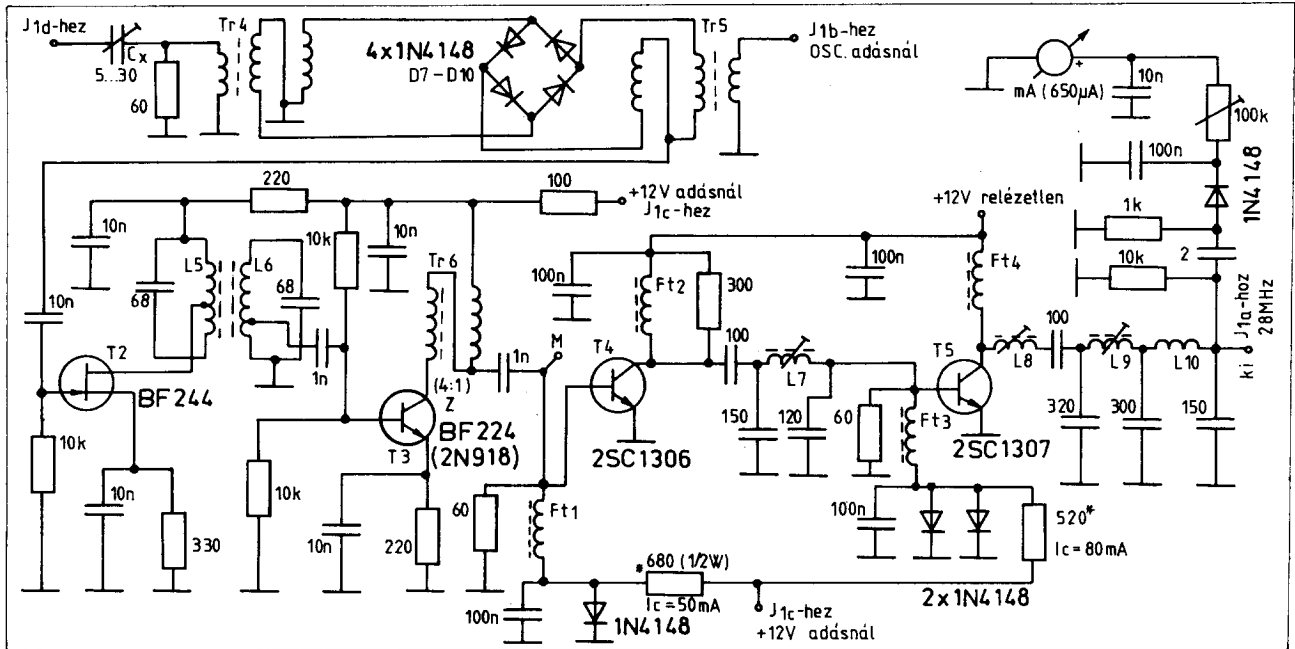 J1d-hez
Cx
5...30
60
Tr4
4x1N4148
D7-D10
Tr5
J1b-hez
OSC. adásnál
mA (650µA)
+
10n
100k
100n
1N4148
1k
2
10k
J1a-hoz
28MHz
ki
220
100
+12V adásnál
J1c-hez
+12V relézetlen
10n
L5
L6
68
68
10k
10n
Tr6
100n
Ft2
300
100n
Ft4
10n
1n
1n
M
T4
100
T5
L8
100
L9
L10
T2
BF244
(4:1)
Z
BF224
(2N918)
T3
2SC1306
150
L7
120
60
Ft3
2SC1307
320
300
150
10k
10n
330
10k
10n
220
60
Ft1
100n
520*
Ic=80mA
*680 (1/2W)
Ic=50mA
100n
1N4148
J1c-hez
+12V adásnál
2x1N4148